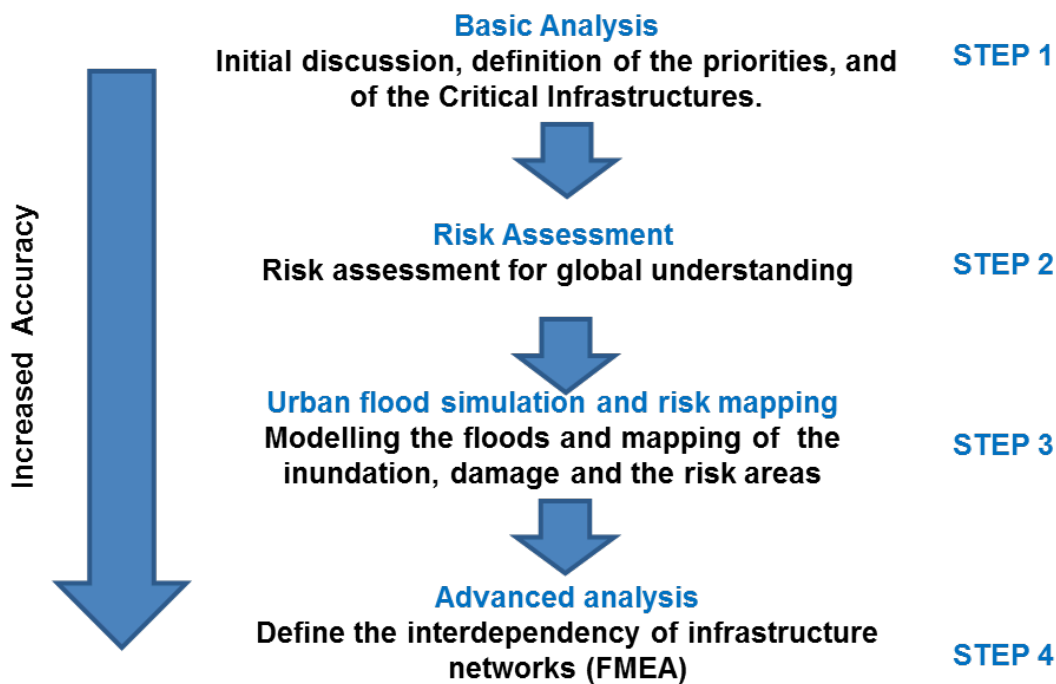 Basic Analysis
Initial discussion, definition of the priorities, and
of the Critical Infrastructures.
STEP 1
Risk Assessment
Risk assessment for global understanding
STEP 2
Urban flood simulation and risk mapping
Modelling the floods and mapping of the
inundation, damage and the risk areas
STEP 3
Advanced analysis
Define the interdependency of infrastructure
networks (FMEA)
STEP 4
Increased Accuracy